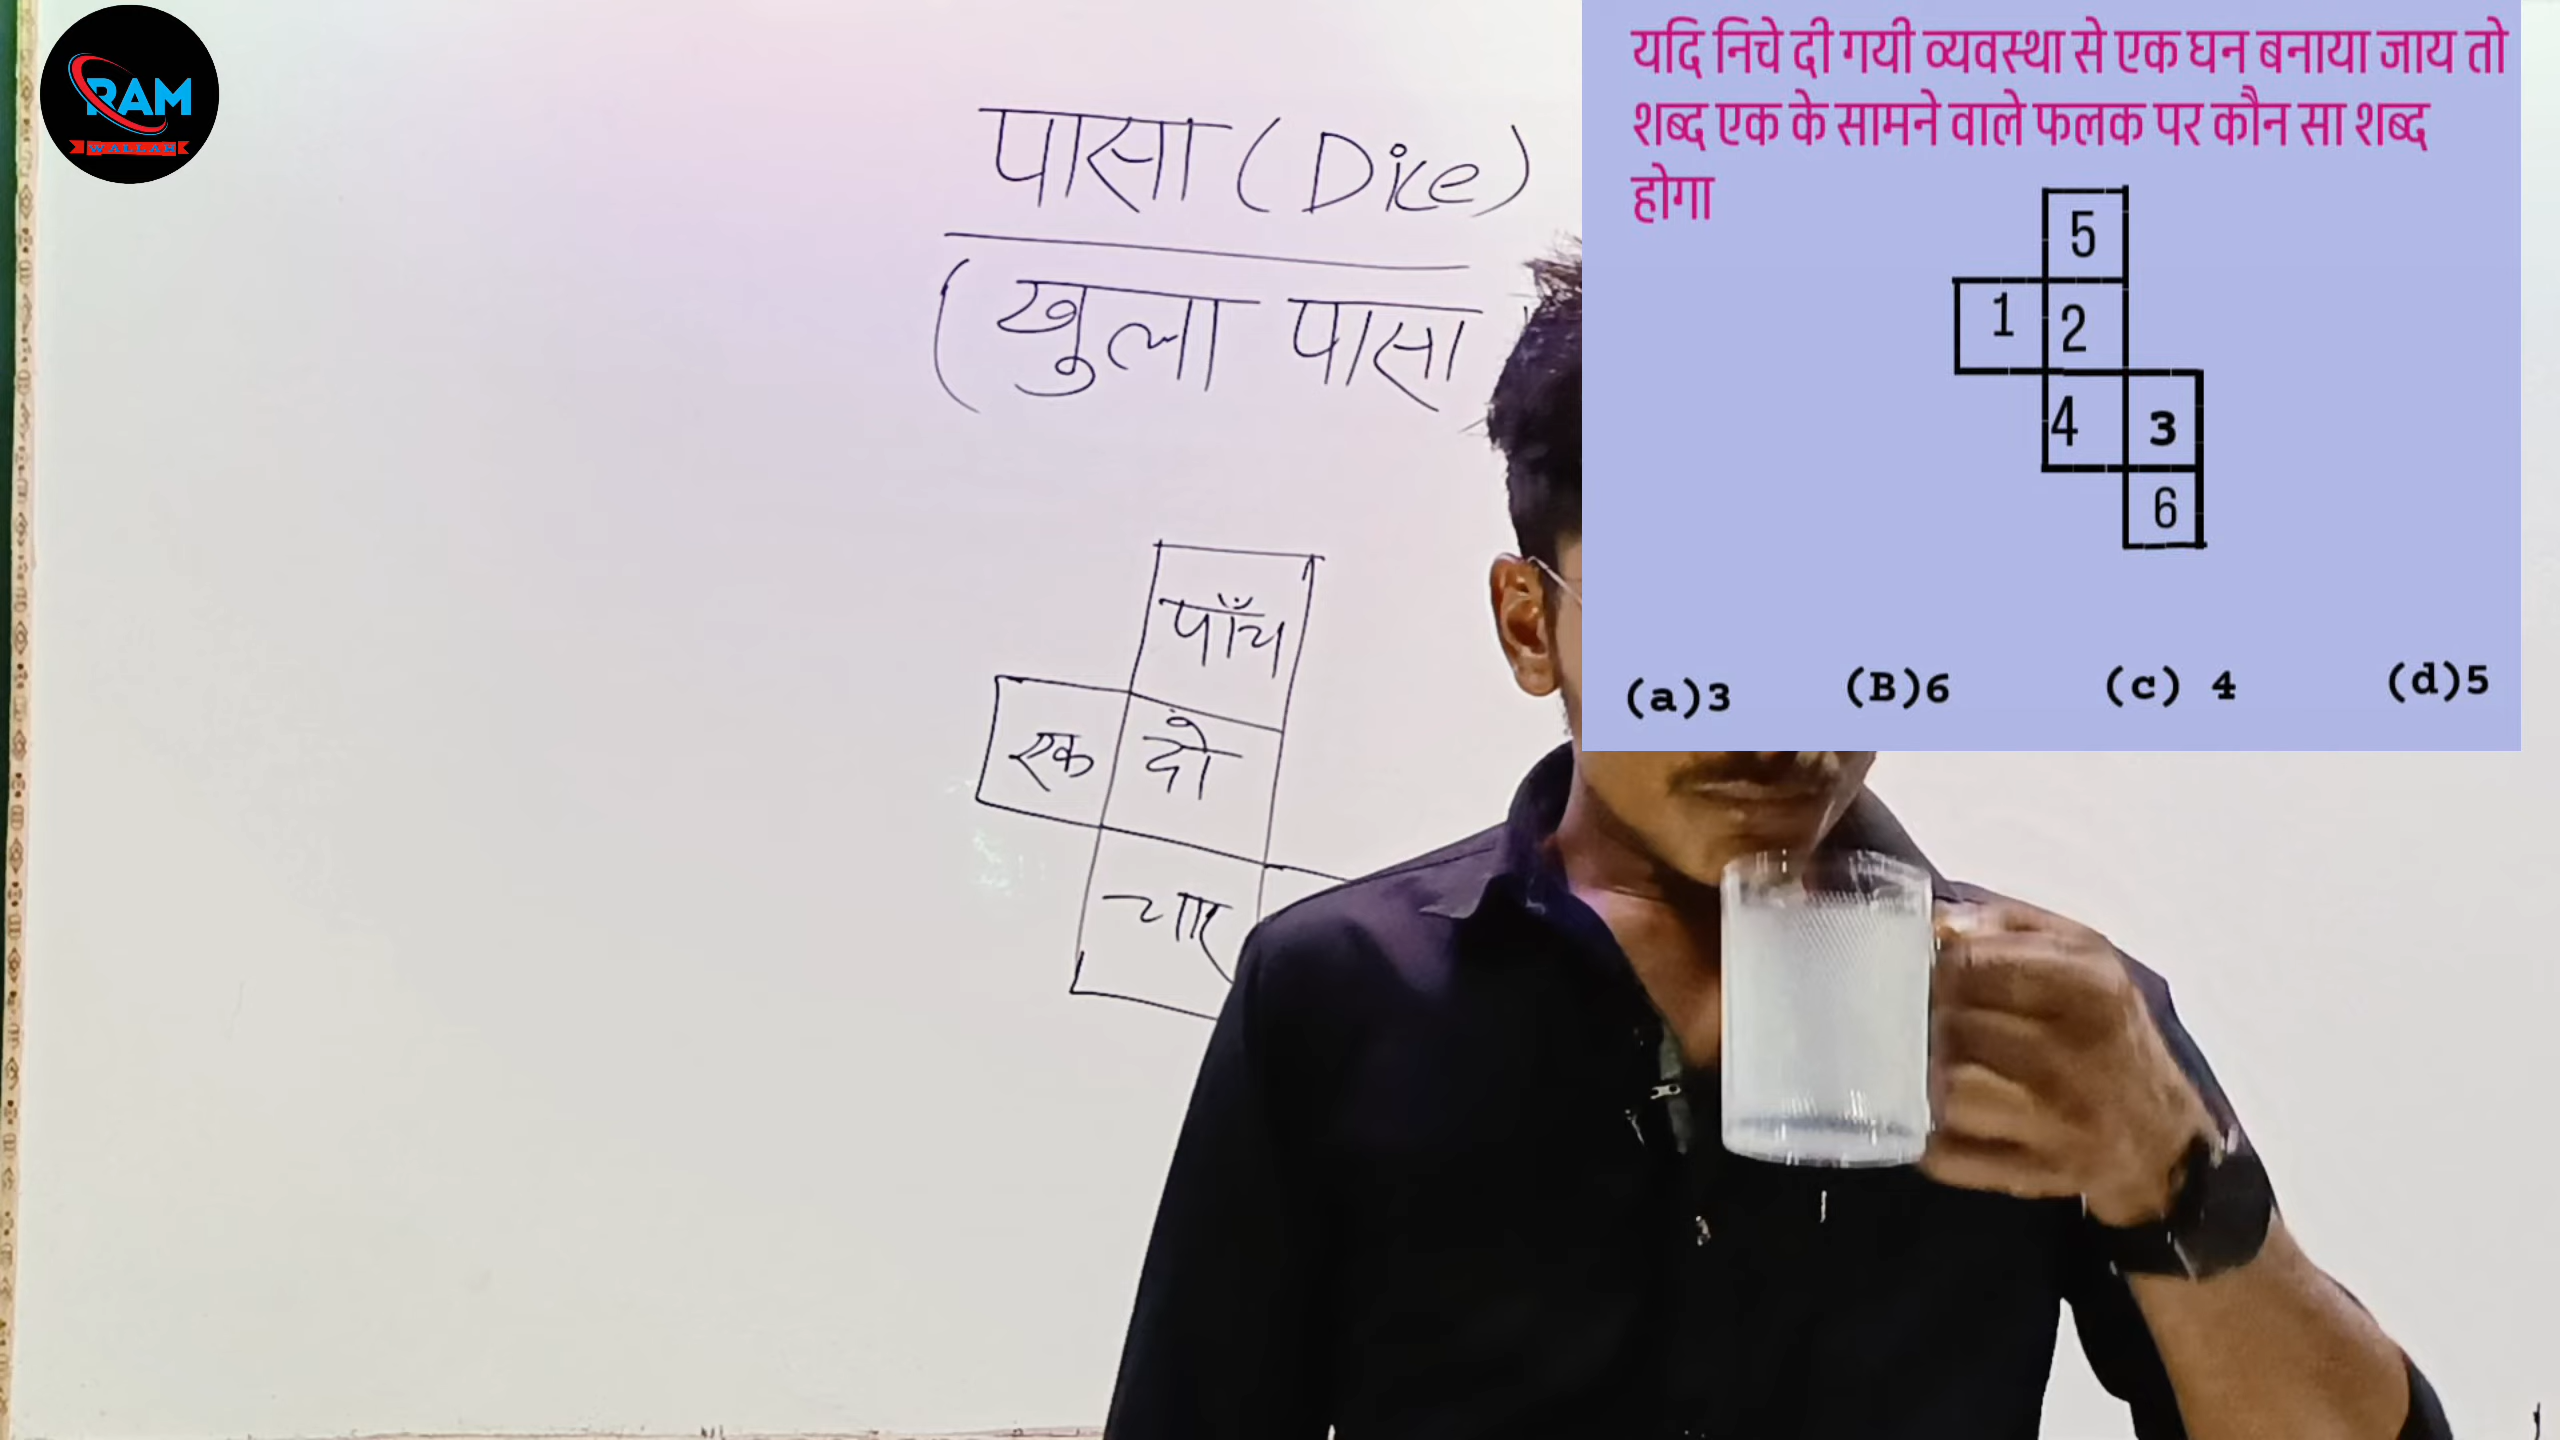 RAM
WALLAH
पासा (Dice)
(खुला पासा
पाँच
एक दो
चार
यदि निचे दी गयी व्यवस्था से एक घन बनाया जाय तो
शब्द एक के सामने वाले फलक पर कौन सा शब्द
होगा
5
1 2
4 3
6
(a)3 (B)6 (c) 4 (d)5